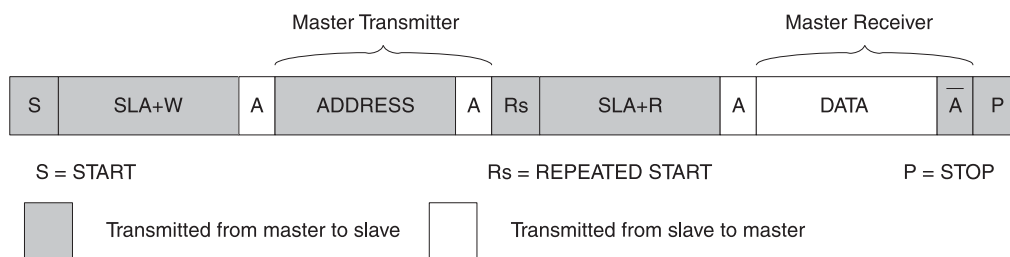 Master Transmitter Master Receiver
S SLA+W A ADDRESS A Rs SLA+R A DATA A̅ P
S = START Rs = REPEATED START P = STOP
Transmitted from master to slave Transmitted from slave to master